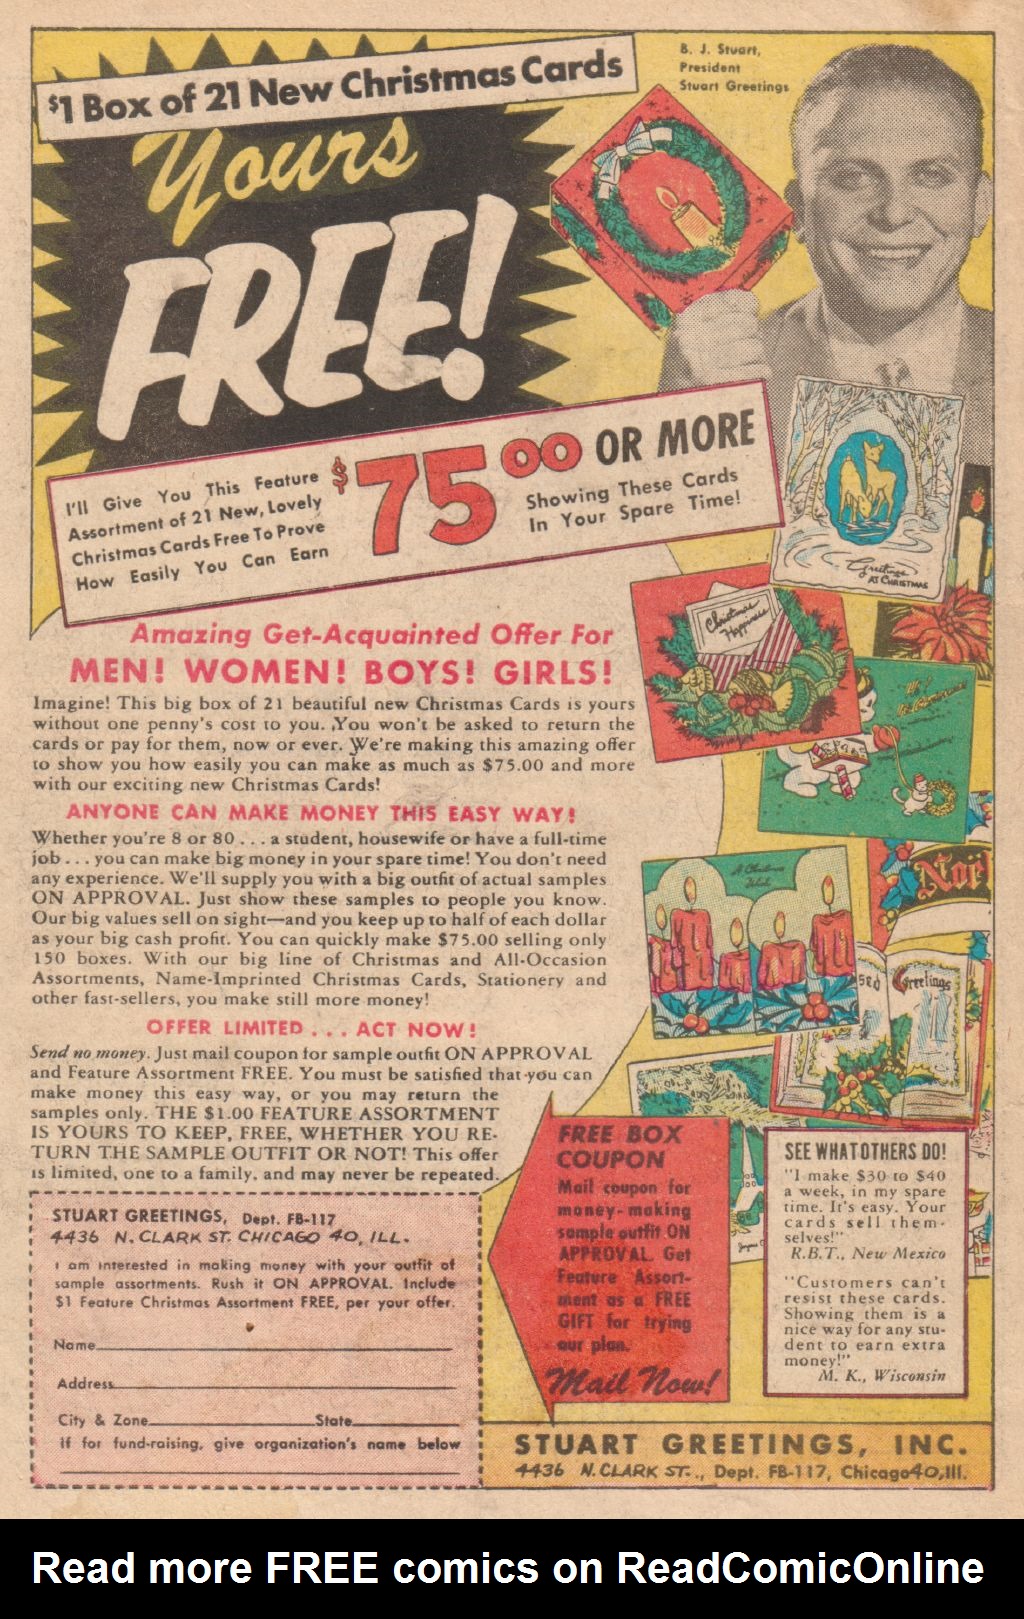 $1 Box of 21 New Christmas Cards
Yours
FREE!
B. J. Stuart,
President
Stuart Greetings
I'll Give You This Feature
Assortment of 21 New, Lovely
Christmas Cards Free To Prove
How Easily You Can Earn
$75.00 OR MORE
Showing These Cards
In Your Spare Time!
Greetings
AT CHRISTMAS
Christmas
Happiness
Amazing Get-Acquainted Offer For
MEN! WOMEN! BOYS! GIRLS!
Imagine! This big box of 21 beautiful new Christmas Cards is yours
without one penny's cost to you. You won't be asked to return the
cards or pay for them, now or ever. We're making this amazing offer
to show you how easily you can make as much as $75.00 and more
with our exciting new Christmas Cards!
ANYONE CAN MAKE MONEY THIS EASY WAY!
Whether you're 8 or 80 . . . a student, housewife or have a full-time
job . . . you can make big money in your spare time! You don't need
any experience. We'll supply you with a big outfit of actual samples
ON APPROVAL. Just show these samples to people you know.
Our big values sell on sight—and you keep up to half of each dollar
as your big cash profit. You can quickly make $75.00 selling only
150 boxes. With our big line of Christmas and All-Occasion
Assortments, Name-Imprinted Christmas Cards, Stationery and
other fast-sellers, you make still more money!
A Christmas
Wish
Noel
Greetings
OFFER LIMITED . . . ACT NOW!
Send no money. Just mail coupon for sample outfit ON APPROVAL
and Feature Assortment FREE. You must be satisfied that you can
make money this easy way, or you may return the
samples only. THE $1.00 FEATURE ASSORTMENT
IS YOURS TO KEEP, FREE, WHETHER YOU RE-
TURN THE SAMPLE OUTFIT OR NOT! This offer
is limited, one to a family, and may never be repeated.
STUART GREETINGS, Dept. FB-117
4436 N. CLARK ST. CHICAGO 40, ILL.
I am interested in making money with your outfit of
sample assortments. Rush it ON APPROVAL. Include
$1 Feature Christmas Assortment FREE, per your offer.
Name
Address
City & Zone State
If for fund-raising, give organization's name below
FREE BOX
COUPON
Mail coupon for
money-making
sample outfit ON
APPROVAL. Get
Feature Assort-
ment as a FREE
GIFT for trying
our plan.
Mail Now!
SEE WHAT OTHERS DO!
"I make $30 to $40
a week, in my spare
time. It's easy. Your
cards sell them-
selves!"
R.B.T., New Mexico
"Customers can't
resist these cards.
Showing them is a
nice way for any stu-
dent to earn extra
money!"
M. K., Wisconsin
STUART GREETINGS, INC.
4436 N. CLARK ST., Dept. FB-117, Chicago 40, Ill.
Read more FREE comics on ReadComicOnline